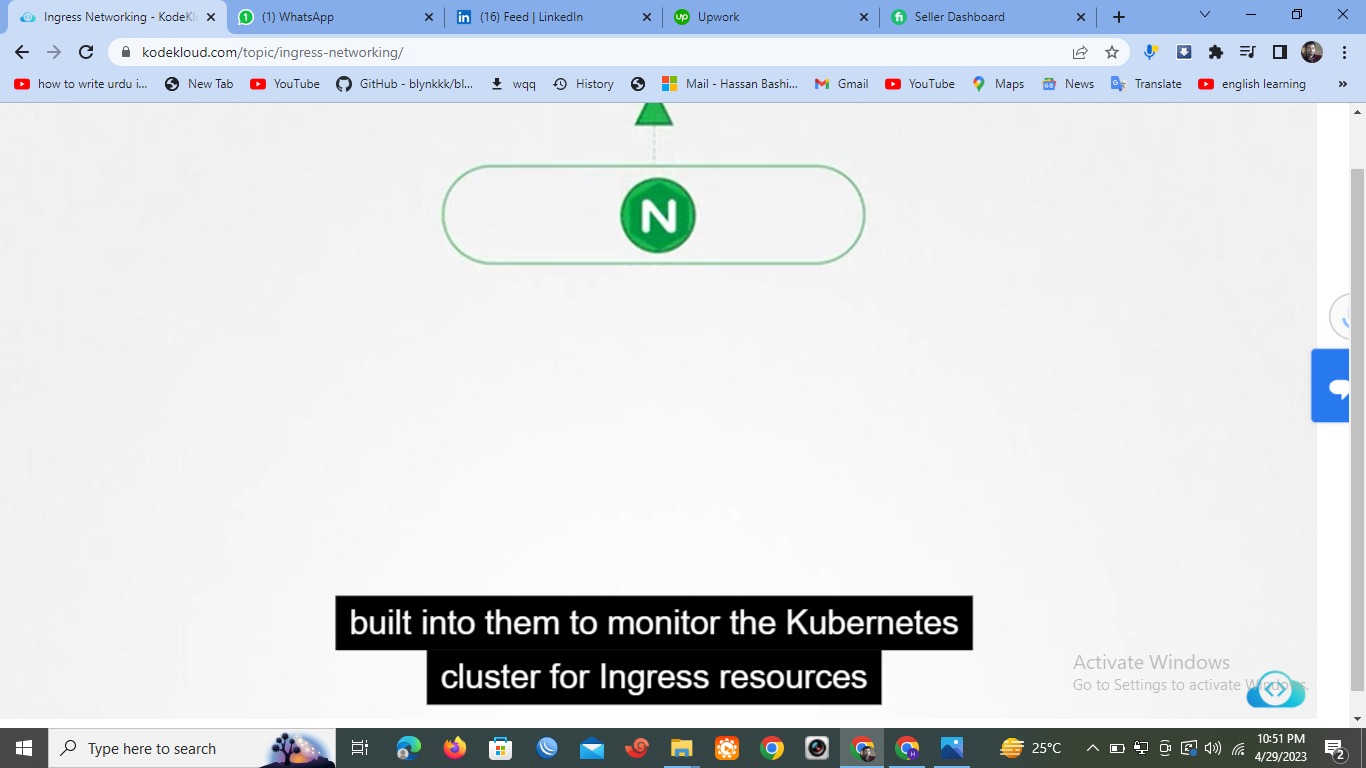 Ingress Networking - KodeKl
(1) WhatsApp
(16) Feed | LinkedIn
Upwork
Seller Dashboard
kodekloud.com/topic/ingress-networking/
how to write urdu i...
New Tab
YouTube
GitHub - blynkkk/bl...
wqq
History
Mail - Hassan Bashi...
Gmail
YouTube
Maps
News
Translate
english learning
N
built into them to monitor the Kubernetes
cluster for Ingress resources
Activate Windows
Go to Settings to activate Windows.
Type here to search
25°C
10:51 PM
4/29/2023
2